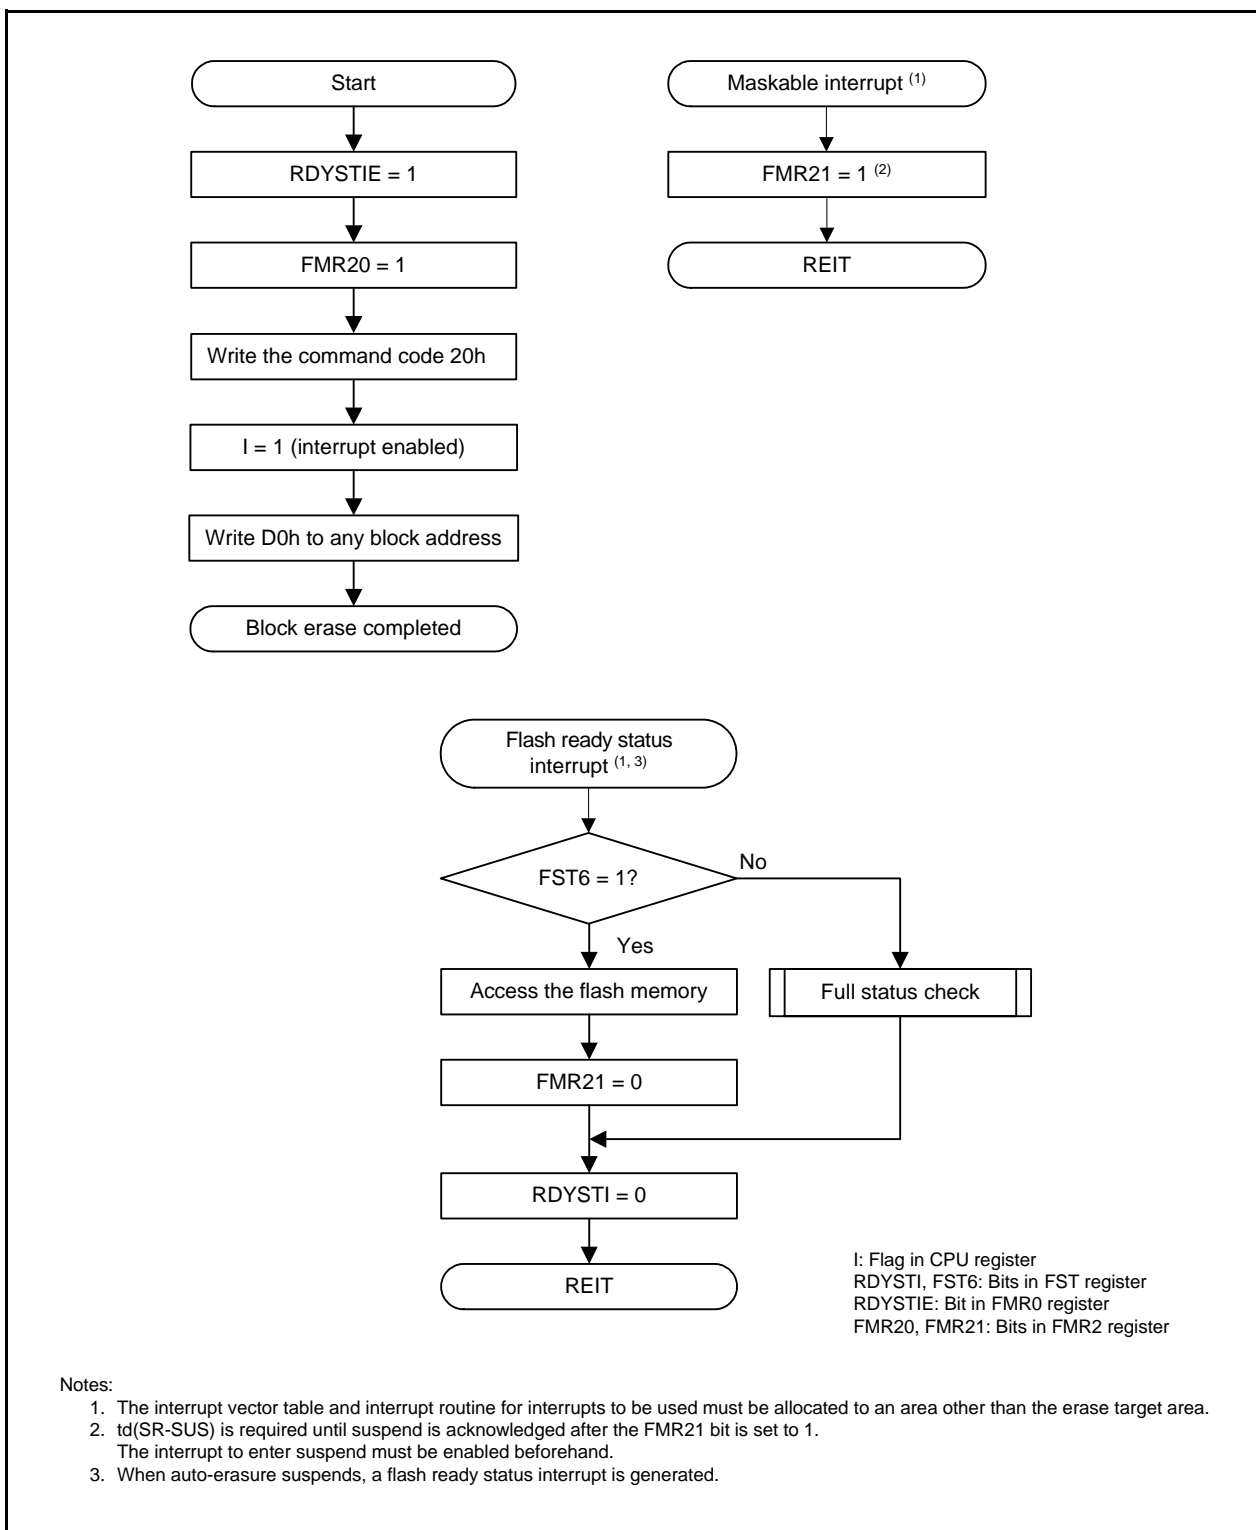 Start
RDYSTIE = 1
FMR20 = 1
Write the command code 20h
I = 1 (interrupt enabled)
Write D0h to any block address
Block erase completed
Maskable interrupt (1)
FMR21 = 1 (2)
REIT
Flash ready status
interrupt (1, 3)
FST6 = 1?
No
Yes
Access the flash memory
Full status check
FMR21 = 0
RDYSTI = 0
REIT
I: Flag in CPU register
RDYSTI, FST6: Bits in FST register
RDYSTIE: Bit in FMR0 register
FMR20, FMR21: Bits in FMR2 register
Notes:
1. The interrupt vector table and interrupt routine for interrupts to be used must be allocated to an area other than the erase target area.
2. td(SR-SUS) is required until suspend is acknowledged after the FMR21 bit is set to 1.
The interrupt to enter suspend must be enabled beforehand.
3. When auto-erasure suspends, a flash ready status interrupt is generated.